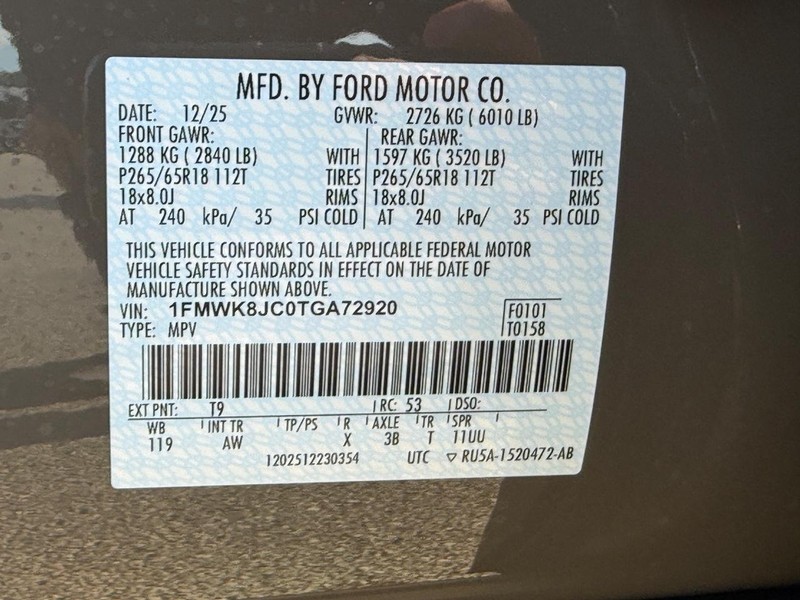 MFD. BY FORD MOTOR CO.
DATE: 12/25 GVWR: 2726 KG ( 6010 LB)
FRONT GAWR: REAR GAWR:
1288 KG ( 2840 LB) WITH 1597 KG ( 3520 LB) WITH
P265/65R18 112T TIRES P265/65R18 112T TIRES
18x8.0J RIMS 18x8.0J RIMS
AT 240 kPa/ 35 PSI COLD AT 240 kPa/ 35 PSI COLD
THIS VEHICLE CONFORMS TO ALL APPLICABLE FEDERAL MOTOR
VEHICLE SAFETY STANDARDS IN EFFECT ON THE DATE OF
MANUFACTURE SHOWN ABOVE.
VIN: 1FMWK8JC0TGA72920 F0101
TYPE: MPV T0158
EXT PNT: T9 RC: 53 DSO:
WB INT TR TP/PS R AXLE TR SPR
119 AW X 3B T 11UU
1202512230354 UTC ▽ RU5A-1520472-AB